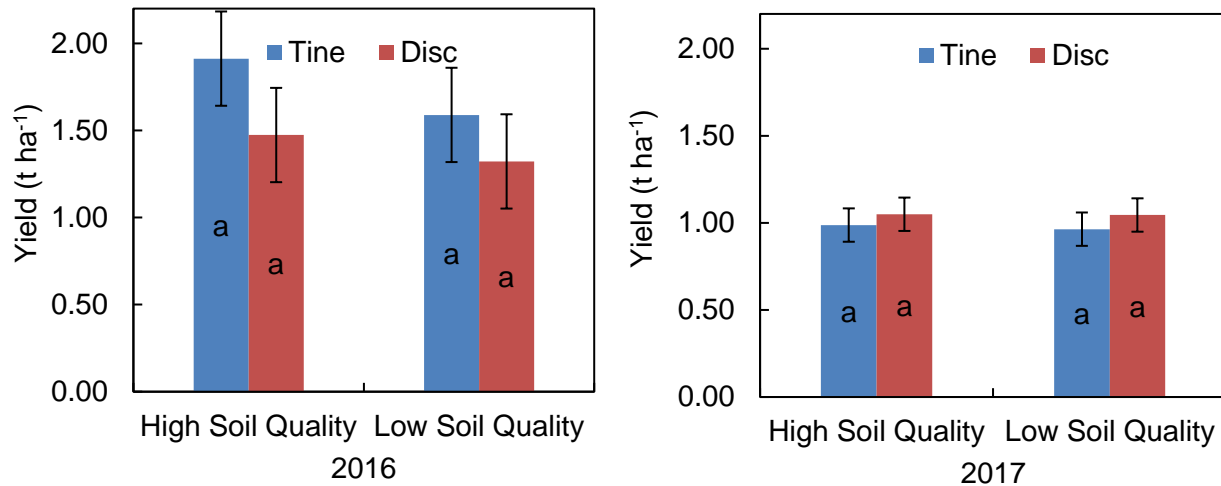 2.00
1.50
1.00
0.50
0.00
Yield (t ha-1)
Tine Disc
a
a
a
a
High Soil Quality Low Soil Quality
2016
2.00
1.50
1.00
0.50
0.00
Yield (t ha-1)
Tine Disc
a
a
a
a
High Soil Quality Low Soil Quality
2017